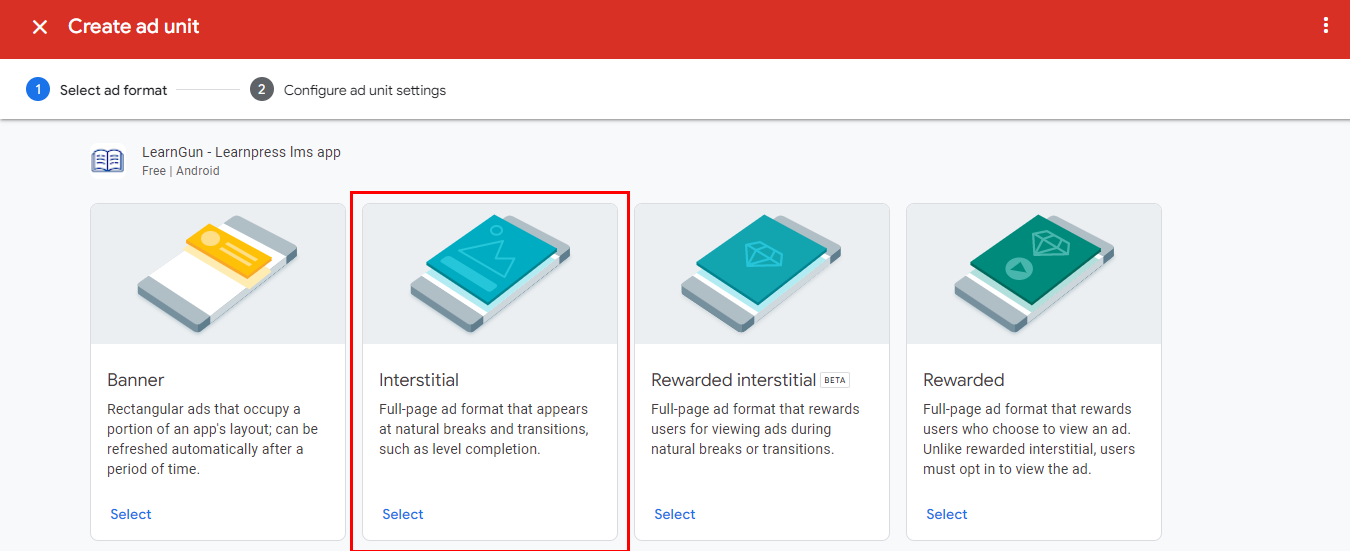 Create ad unit
1 Select ad format 2 Configure ad unit settings
LearnGun - Learnpress lms app
Free | Android
Banner
Rectangular ads that occupy a
portion of an app's layout; can be
refreshed automatically after a
period of time.
Select
Interstitial
Full-page ad format that appears
at natural breaks and transitions,
such as level completion.
Select
Rewarded interstitial BETA
Full-page ad format that rewards
users for viewing ads during
natural breaks or transitions.
Select
Rewarded
Full-page ad format that rewards
users who choose to view an ad.
Unlike rewarded interstitial, users
must opt in to view the ad.
Select